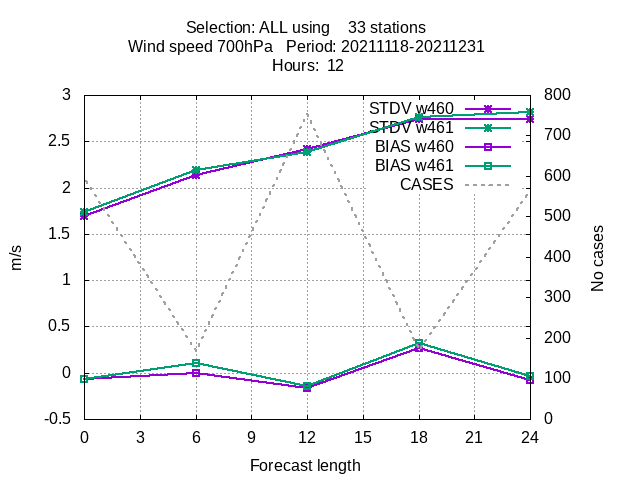 Selection: ALL using    33 stations
Wind speed 700hPa   Period: 20211118-20211231
Hours:  12
STDV w460
STDV w461
BIAS w460
BIAS w461
CASES
3
2.5
2
1.5
1
0.5
0
-0.5
m/s
800
700
600
500
400
300
200
100
0
No cases
0 3 6 9 12 15 18 21 24
Forecast length